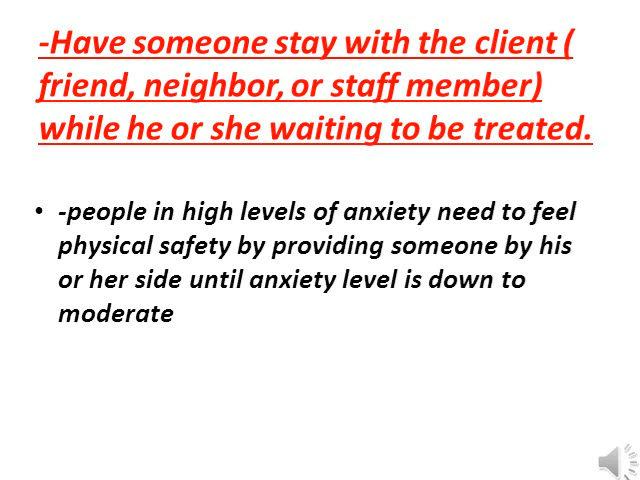 -Have someone stay with the client (
friend, neighbor, or staff member)
while he or she waiting to be treated.
• -people in high levels of anxiety need to feel
physical safety by providing someone by his
or her side until anxiety level is down to
moderate